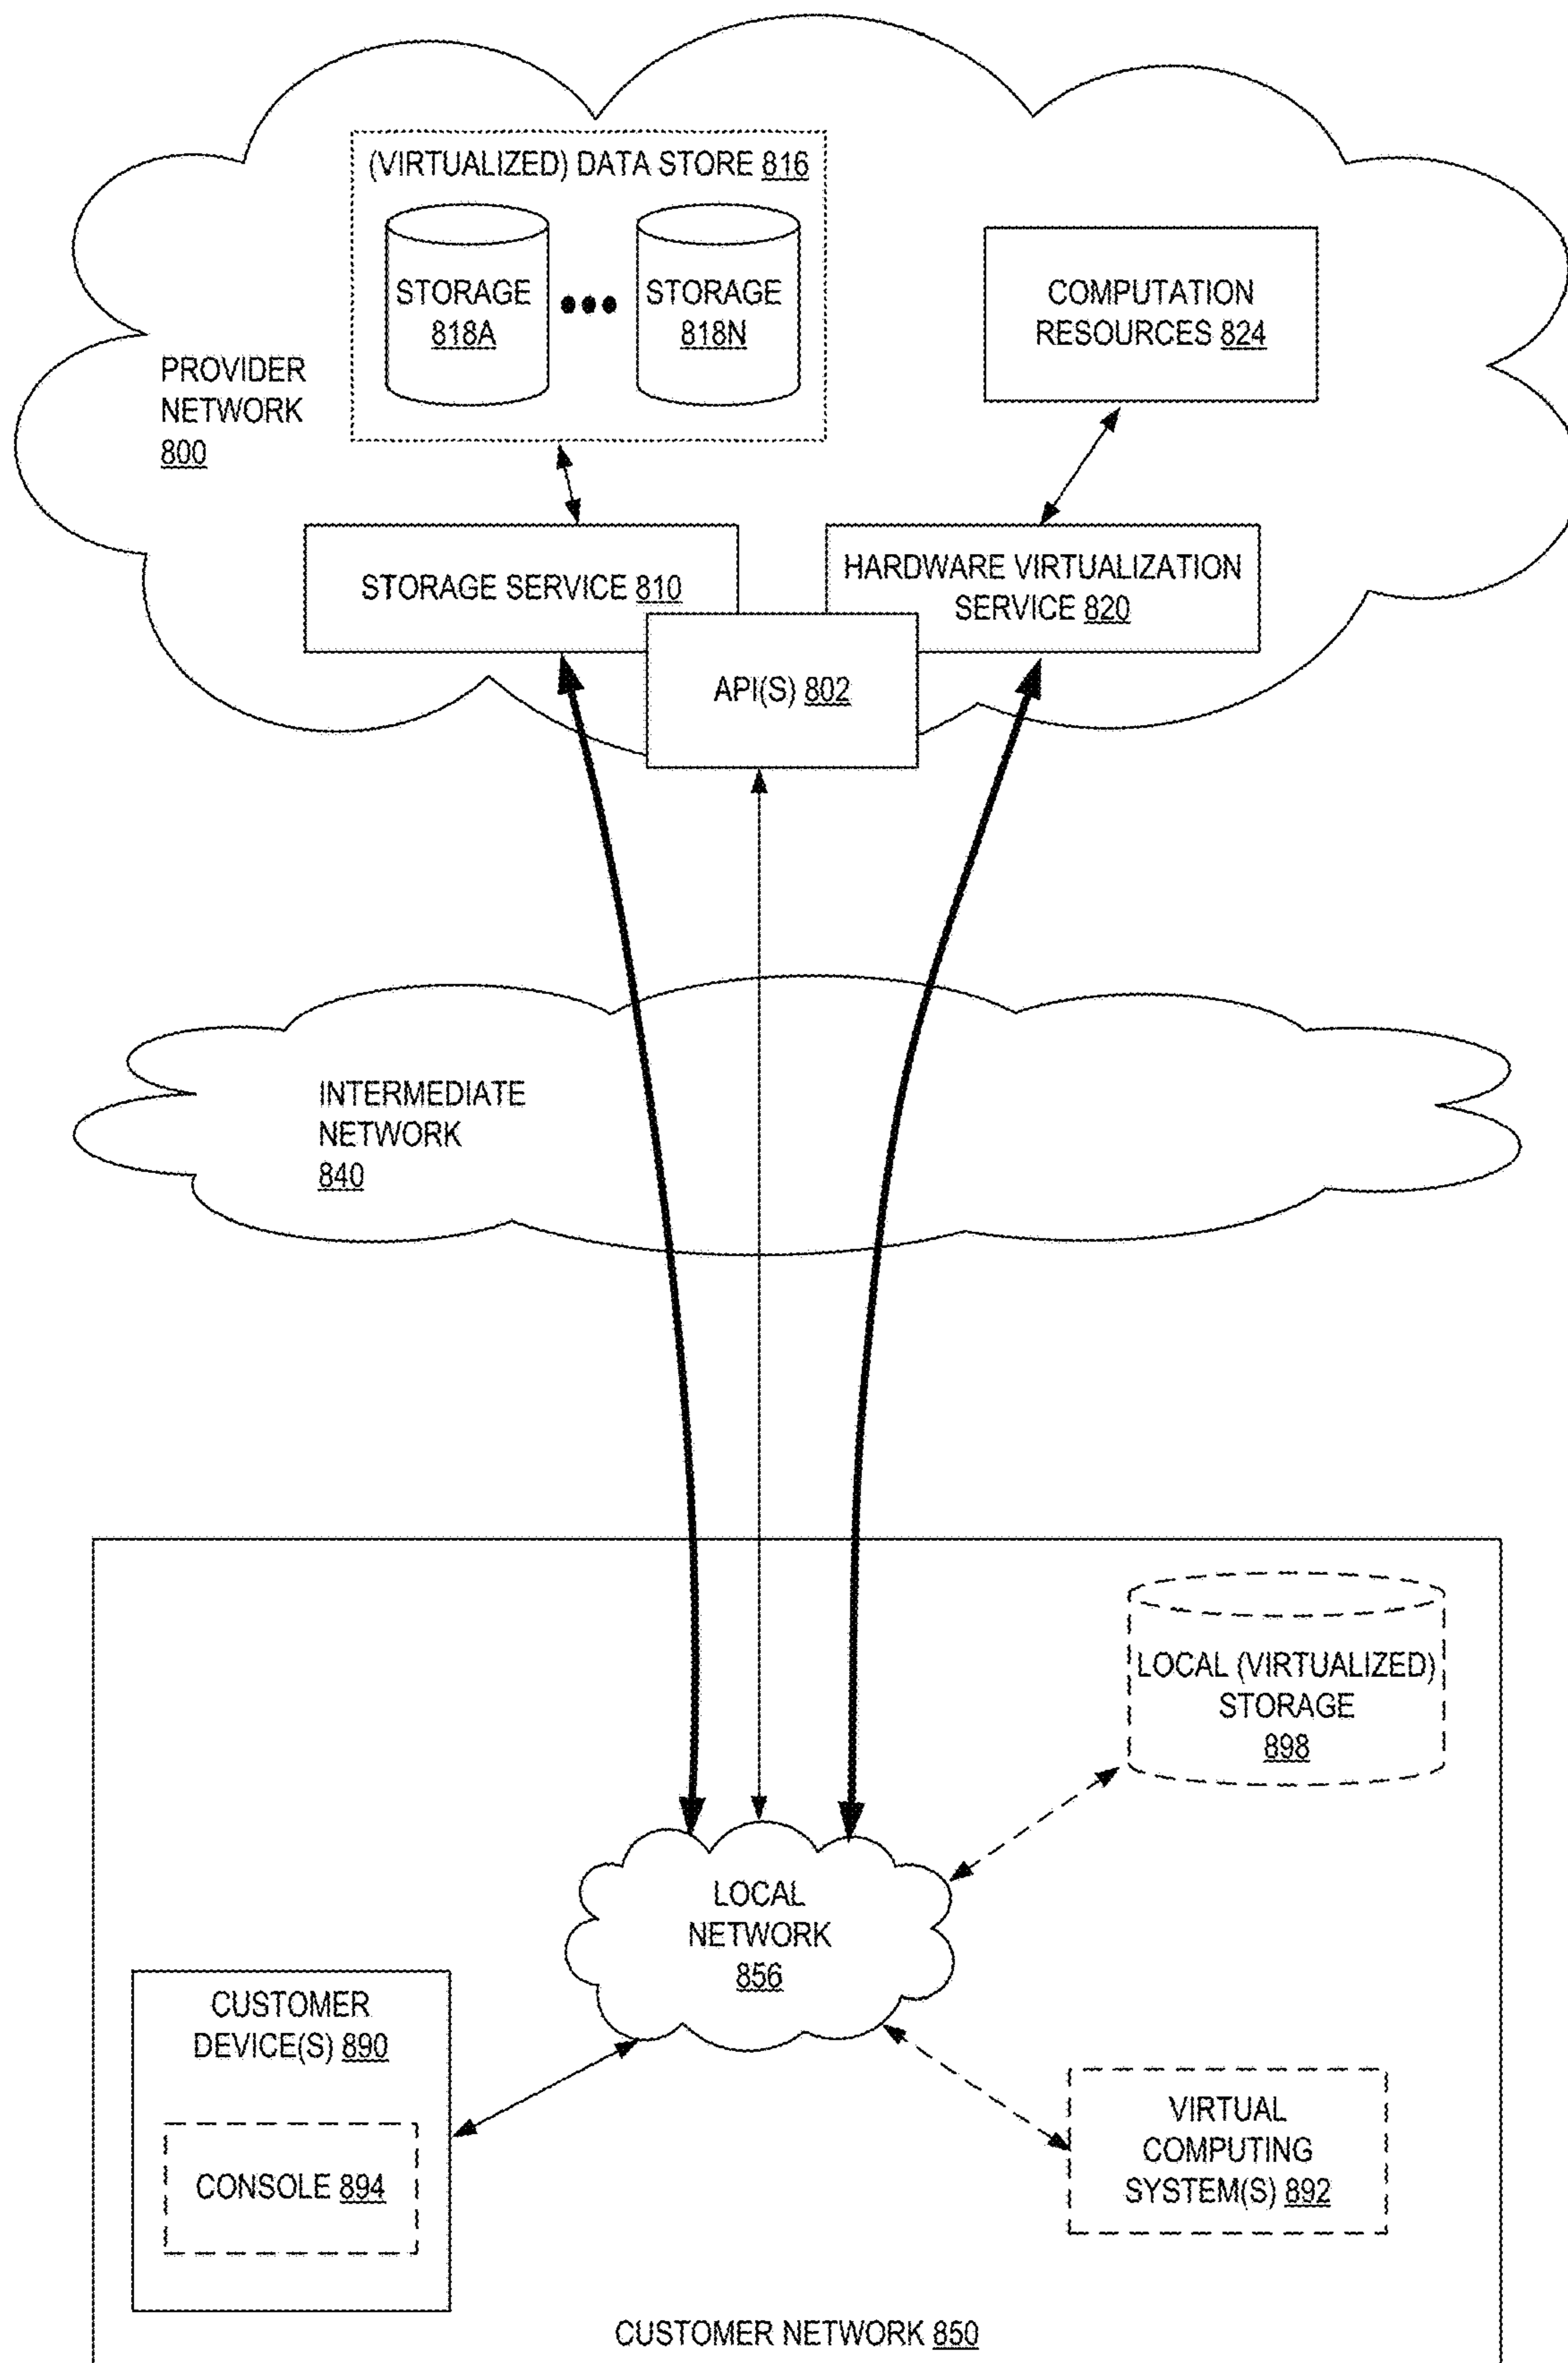 (VIRTUALIZED) DATA STORE 816
STORAGE
818A
STORAGE
818N
COMPUTATION
RESOURCES 824
PROVIDER
NETWORK
800
STORAGE SERVICE 810
HARDWARE VIRTUALIZATION
SERVICE 820
API(S) 802
INTERMEDIATE
NETWORK
840
LOCAL (VIRTUALIZED)
STORAGE
898
LOCAL
NETWORK
856
CUSTOMER
DEVICE(S) 890
CONSOLE 894
VIRTUAL
COMPUTING
SYSTEM(S) 892
CUSTOMER NETWORK 850